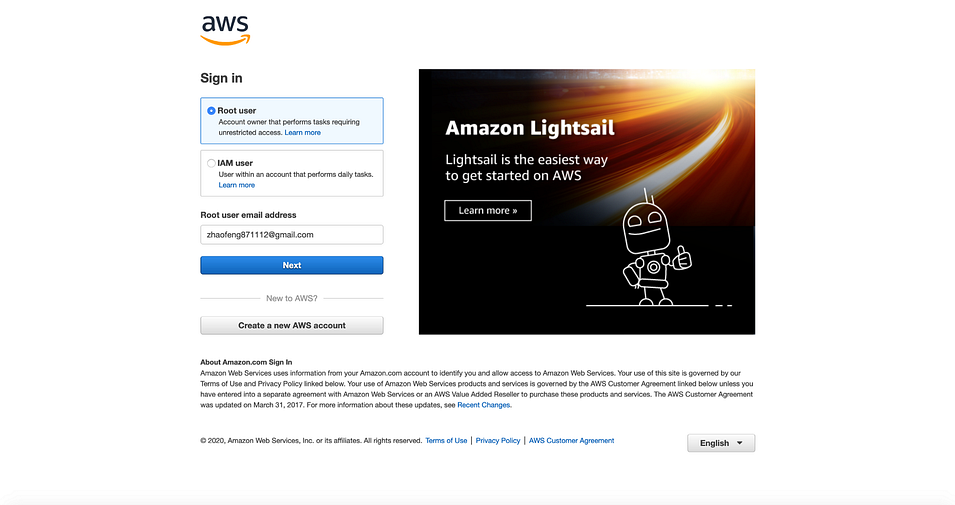 aws
Sign in
Root user
Account owner that performs tasks requiring
unrestricted access. Learn more
IAM user
User within an account that performs daily tasks.
Learn more
Root user email address
zhaofeng871112@gmail.com
Next
New to AWS?
Create a new AWS account
Amazon Lightsail
Lightsail is the easiest way
to get started on AWS
Learn more »
About Amazon.com Sign In
Amazon Web Services uses information from your Amazon.com account to identify you and allow access to Amazon Web Services. Your use of this site is governed by our
Terms of Use and Privacy Policy linked below. Your use of Amazon Web Services products and services is governed by the AWS Customer Agreement linked below unless you
have entered into a separate agreement with Amazon Web Services or an AWS Value Added Reseller to purchase these products and services. The AWS Customer Agreement
was updated on March 31, 2017. For more information about these updates, see Recent Changes.
© 2020, Amazon Web Services, Inc. or its affiliates. All rights reserved. Terms of Use | Privacy Policy | AWS Customer Agreement
English